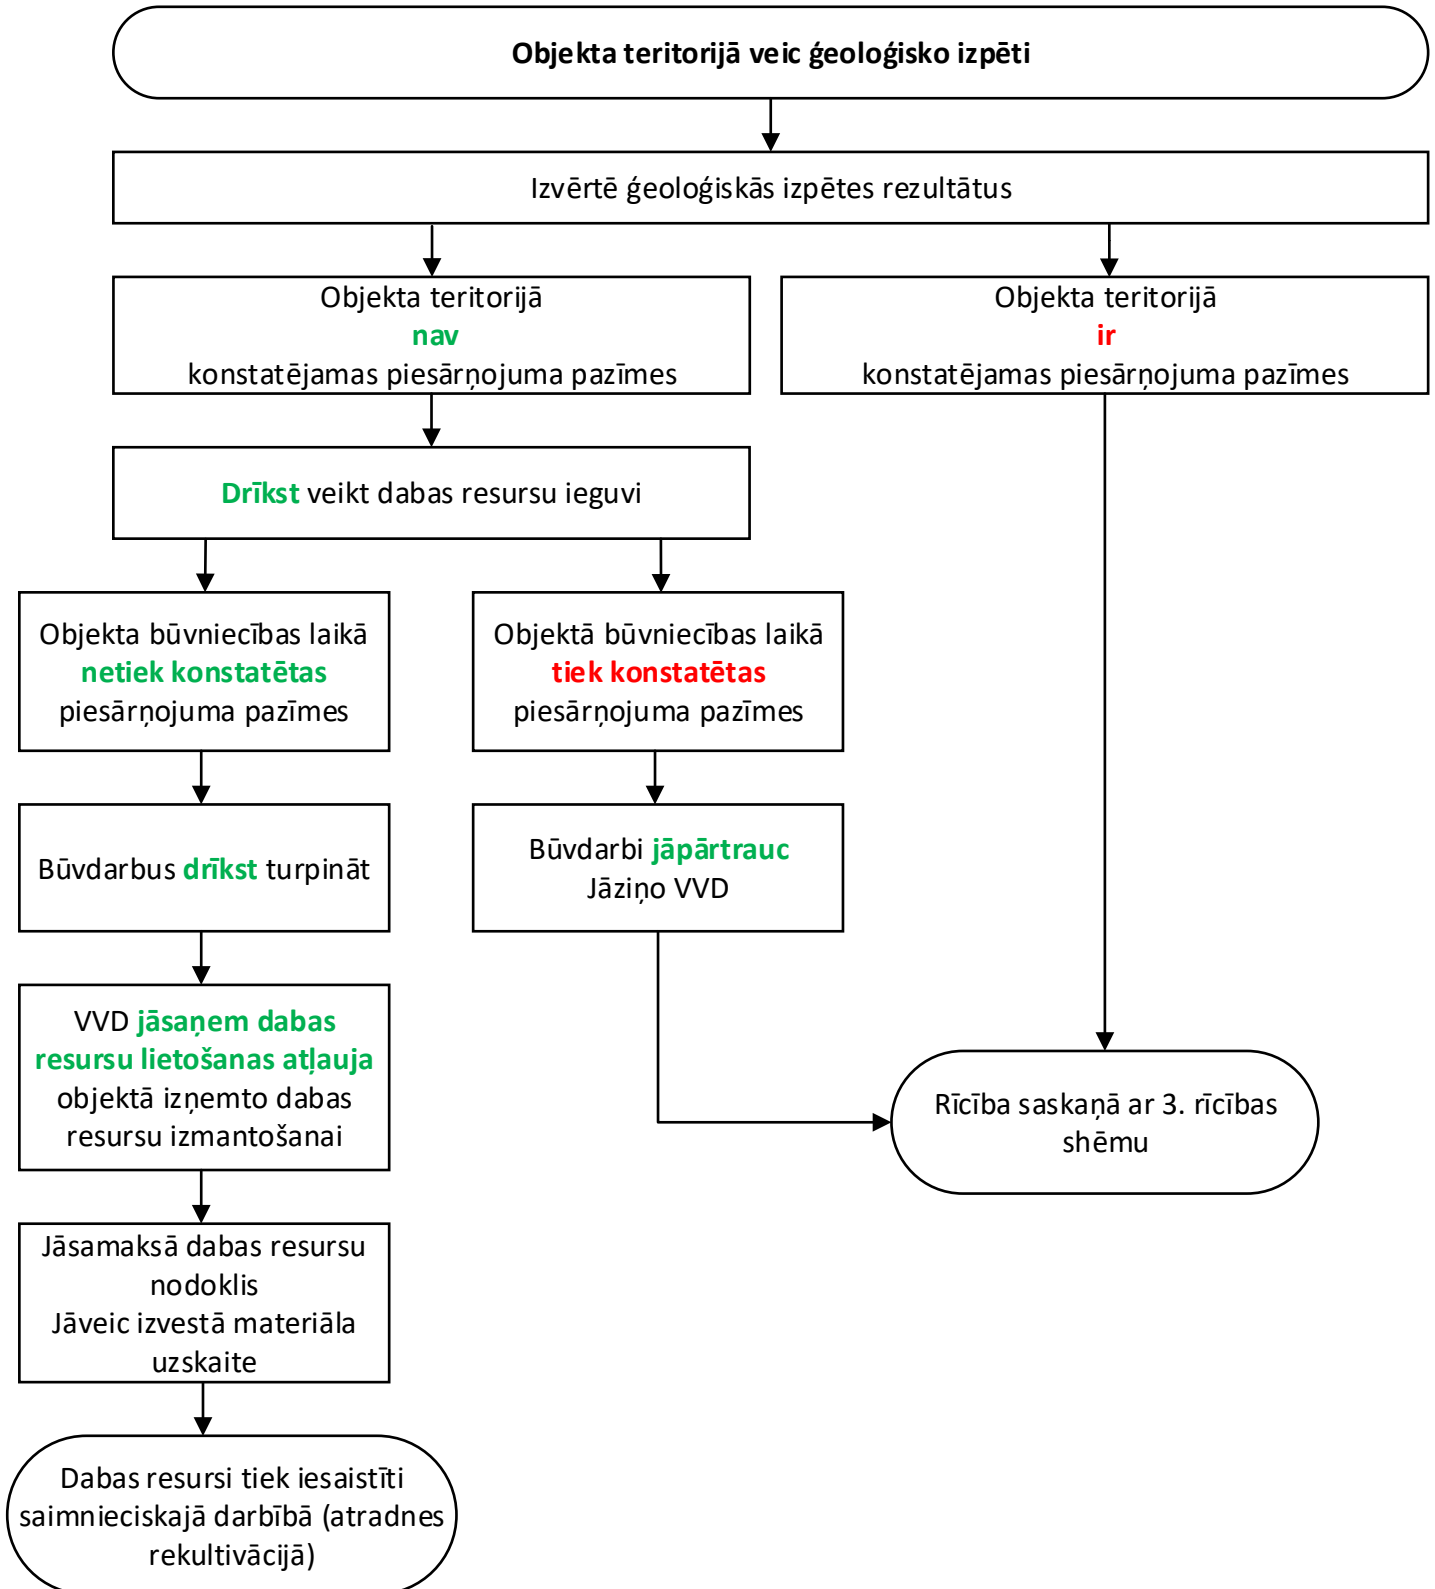 Objekta teritorijā veic ģeoloģisko izpēti
Izvērtē ģeoloģiskās izpētes rezultātus
Objekta teritorijā
nav
konstatējamas piesārņojuma pazīmes
Objekta teritorijā
ir
konstatējamas piesārņojuma pazīmes
Drīkst veikt dabas resursu ieguvi
Objekta būvniecības laikā
netiek konstatētas
piesārņojuma pazīmes
Objektā būvniecības laikā
tiek konstatētas
piesārņojuma pazīmes
Būvdarbus drīkst turpināt
Būvdarbi jāpārtrauc
Jāziņo VVD
VVD jāsaņem dabas
resursu lietošanas atļauja
objektā izņemto dabas
resursu izmantošanai
Rīcība saskaņā ar 3. rīcības
shēmu
Jāsamaksā dabas resursu
nodoklis
Jāveic izvestā materiāla
uzskaite
Dabas resursi tiek iesaistīti
saimnieciskajā darbībā (atradnes
rekultivācijā)